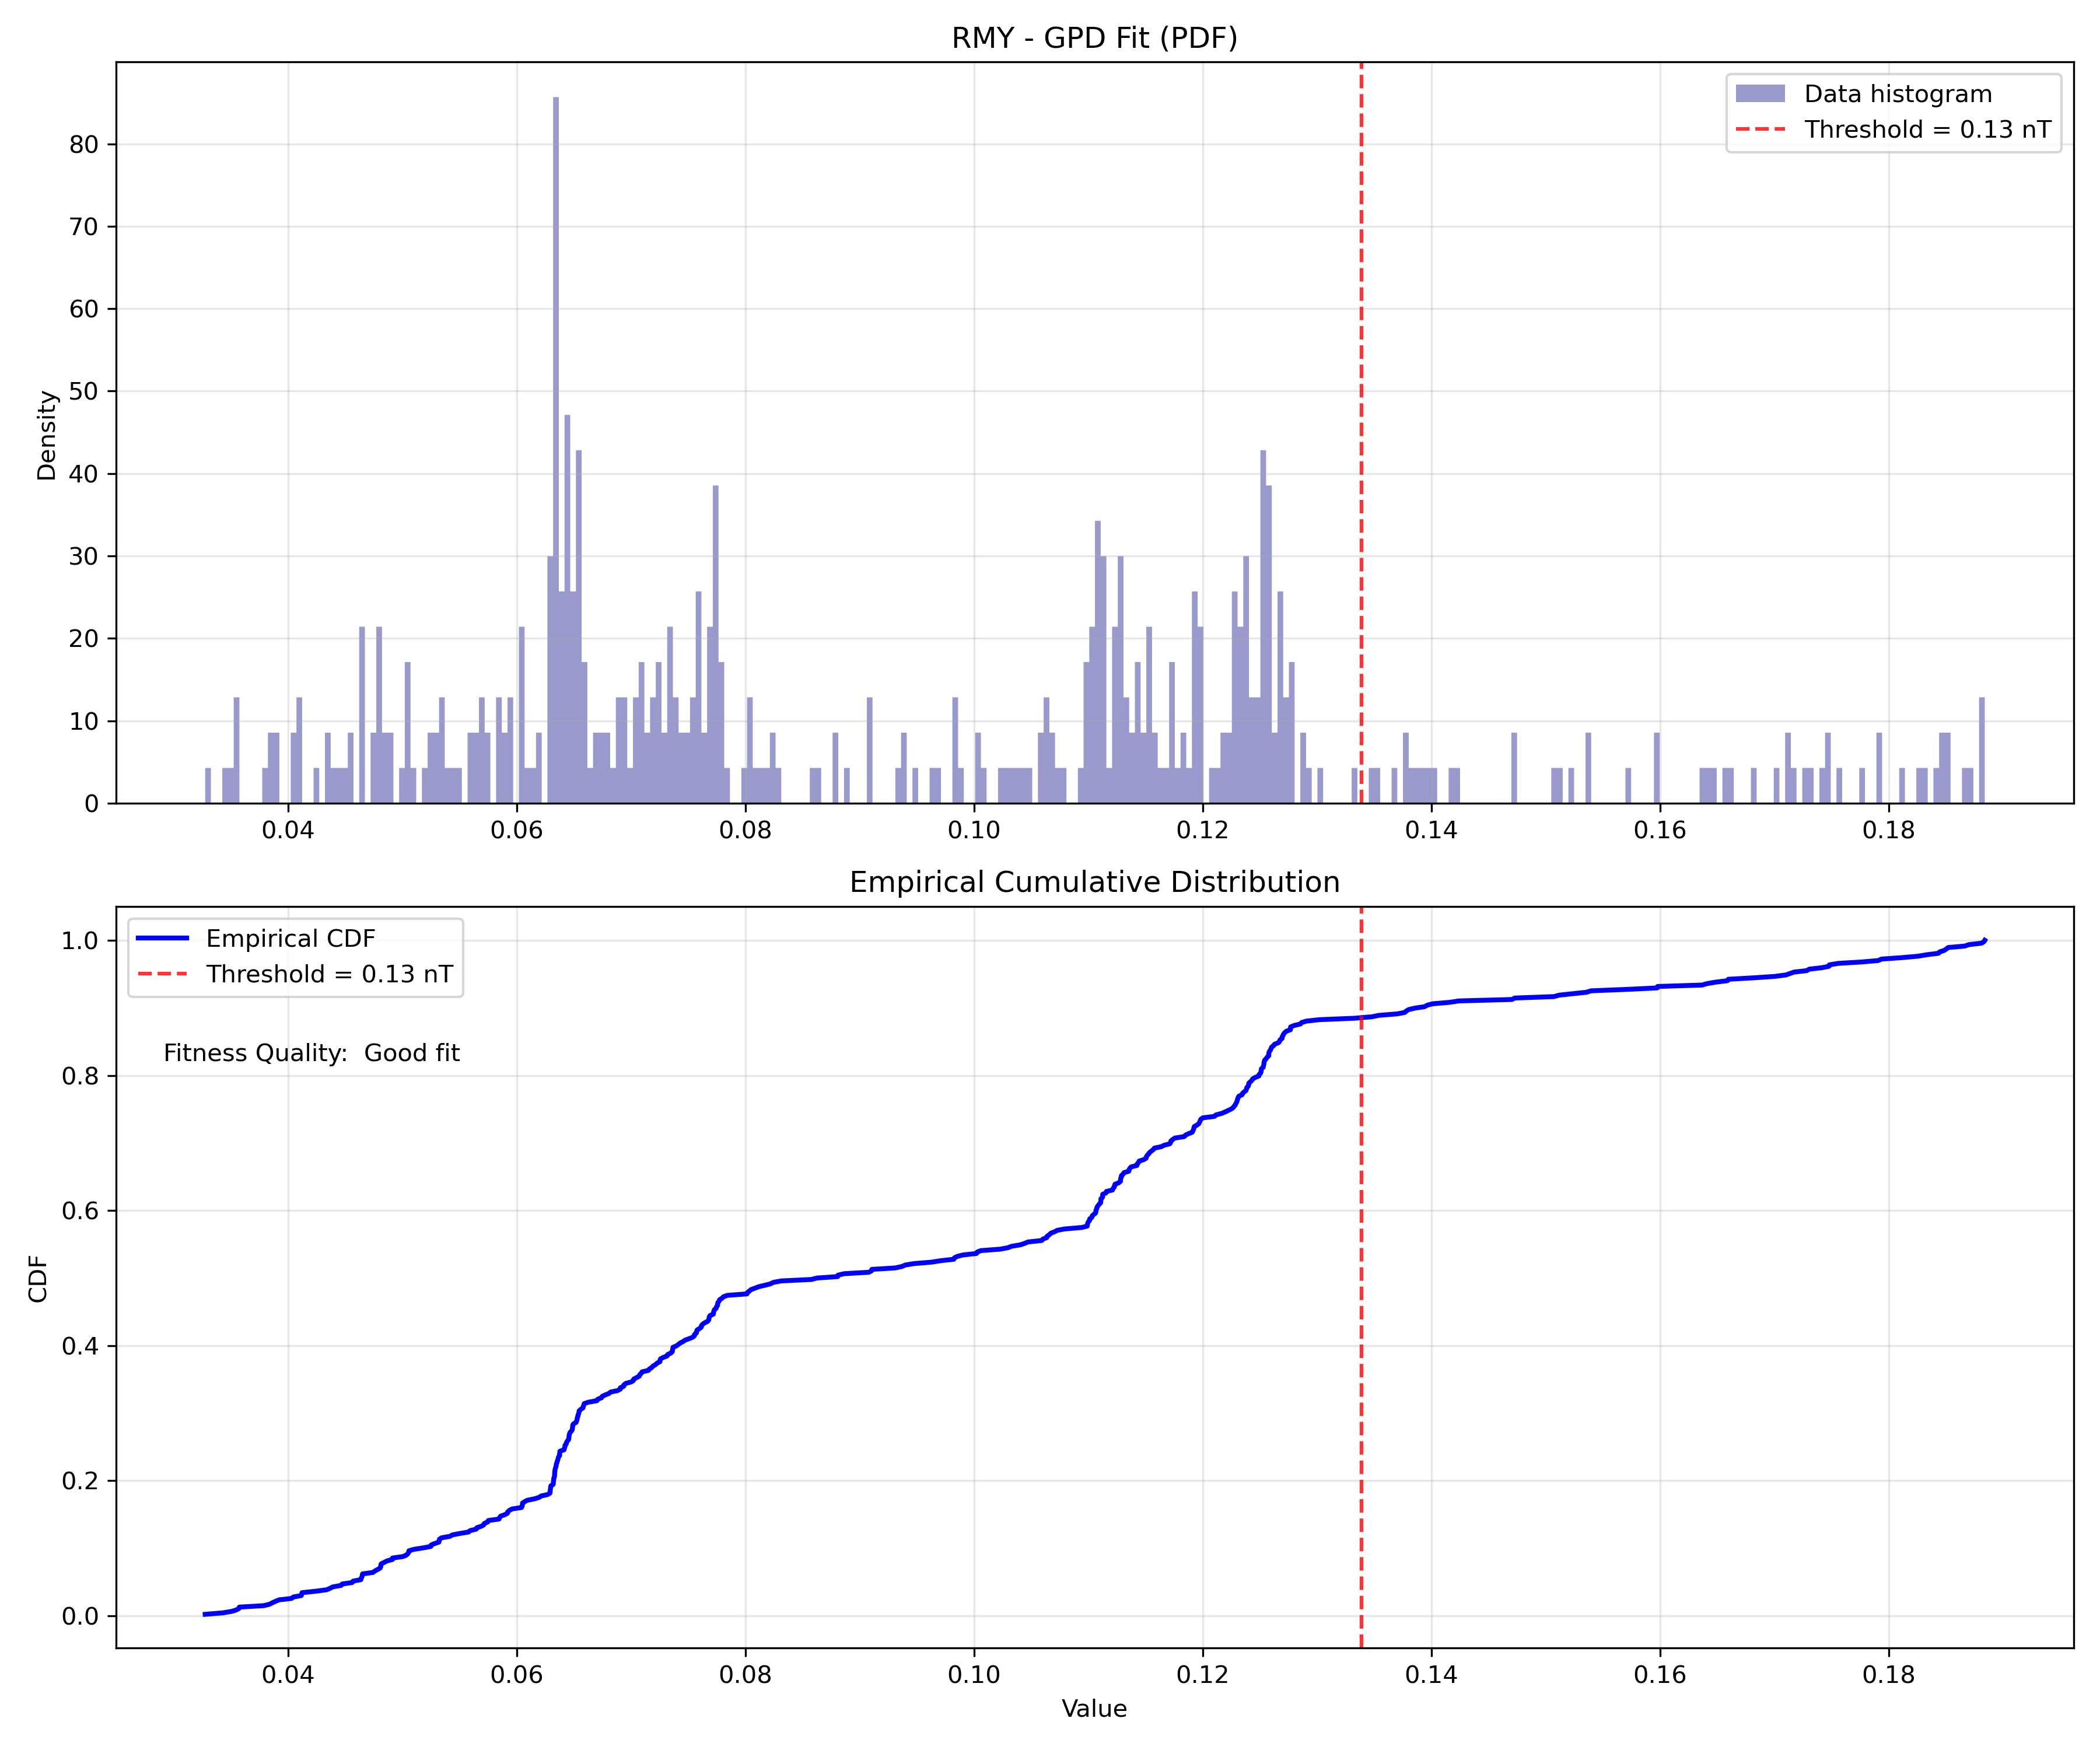 RMY - GPD Fit (PDF)
Data histogram
Threshold = 0.13 nT
Density
80
70
60
50
40
30
20
10
0
0.04 0.06 0.08 0.10 0.12 0.14 0.16 0.18
Empirical Cumulative Distribution
Empirical CDF
Threshold = 0.13 nT
Fitness Quality:  Good fit
CDF
1.0
0.8
0.6
0.4
0.2
0.0
0.04 0.06 0.08 0.10 0.12 0.14 0.16 0.18
Value